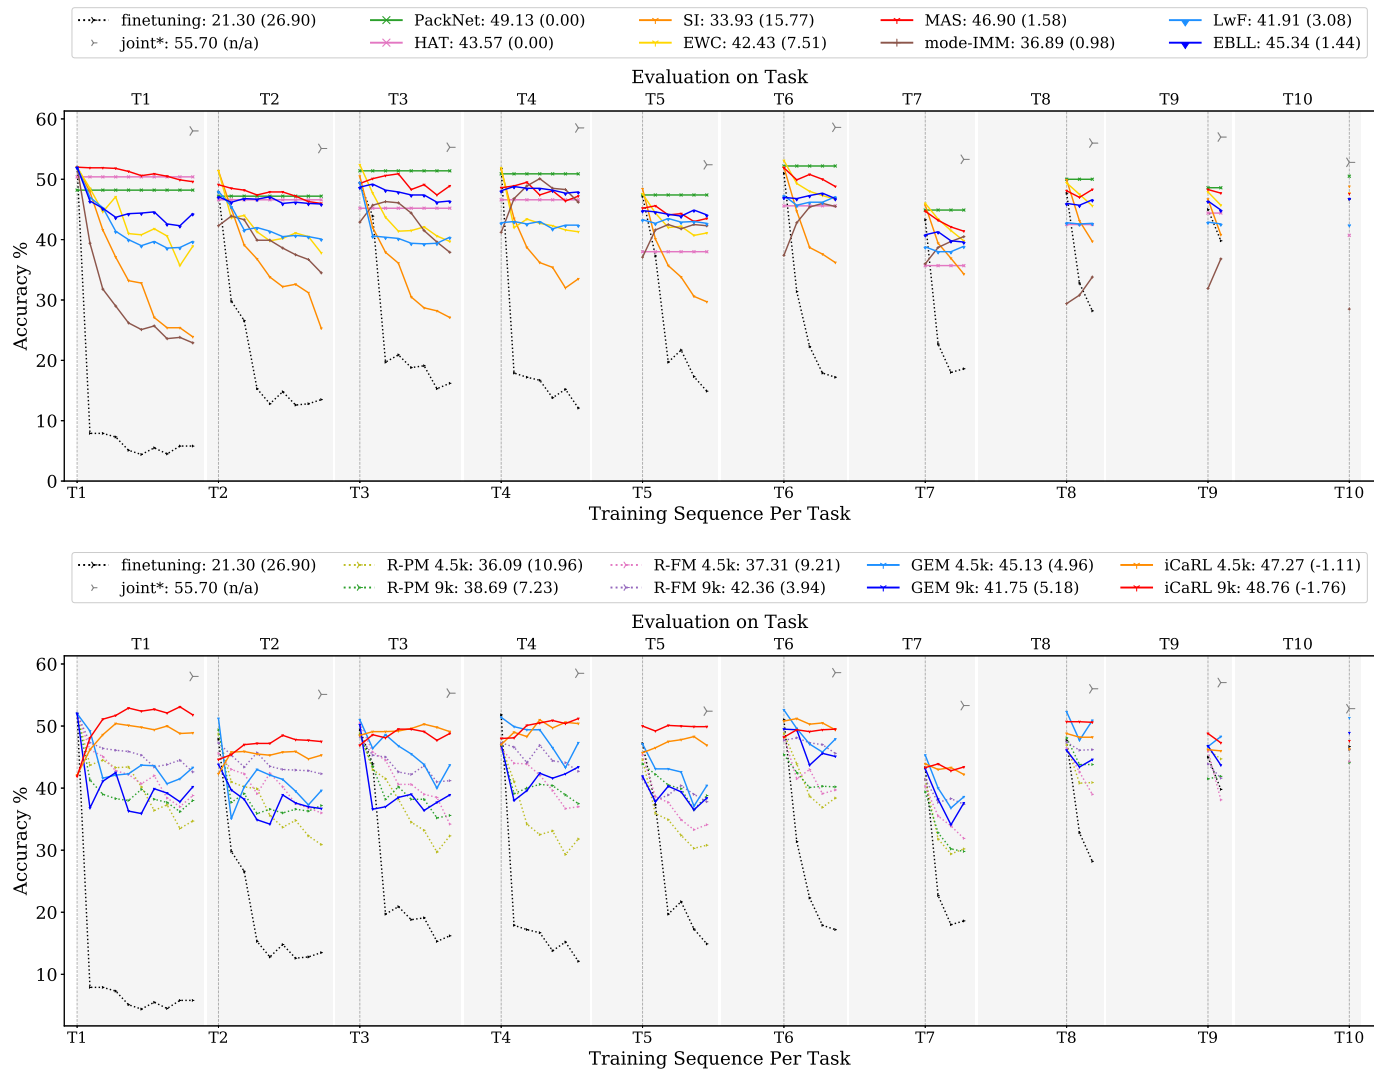 finetuning: 21.30 (26.90) PackNet: 49.13 (0.00) SI: 33.93 (15.77) MAS: 46.90 (1.58) LwF: 41.91 (3.08)
joint*: 55.70 (n/a) HAT: 43.57 (0.00) EWC: 42.43 (7.51) mode-IMM: 36.89 (0.98) EBLL: 45.34 (1.44)
Evaluation on Task
T1 T2 T3 T4 T5 T6 T7 T8 T9 T10
60
50
40
30
20
10
0
Accuracy %
T1 T2 T3 T4 T5 T6 T7 T8 T9 T10
Training Sequence Per Task
finetuning: 21.30 (26.90) R-PM 4.5k: 36.09 (10.96) R-FM 4.5k: 37.31 (9.21) GEM 4.5k: 45.13 (4.96) iCaRL 4.5k: 47.27 (-1.11)
joint*: 55.70 (n/a) R-PM 9k: 38.69 (7.23) R-FM 9k: 42.36 (3.94) GEM 9k: 41.75 (5.18) iCaRL 9k: 48.76 (-1.76)
Evaluation on Task
T1 T2 T3 T4 T5 T6 T7 T8 T9 T10
60
50
40
30
20
10
Accuracy %
T1 T2 T3 T4 T5 T6 T7 T8 T9 T10
Training Sequence Per Task